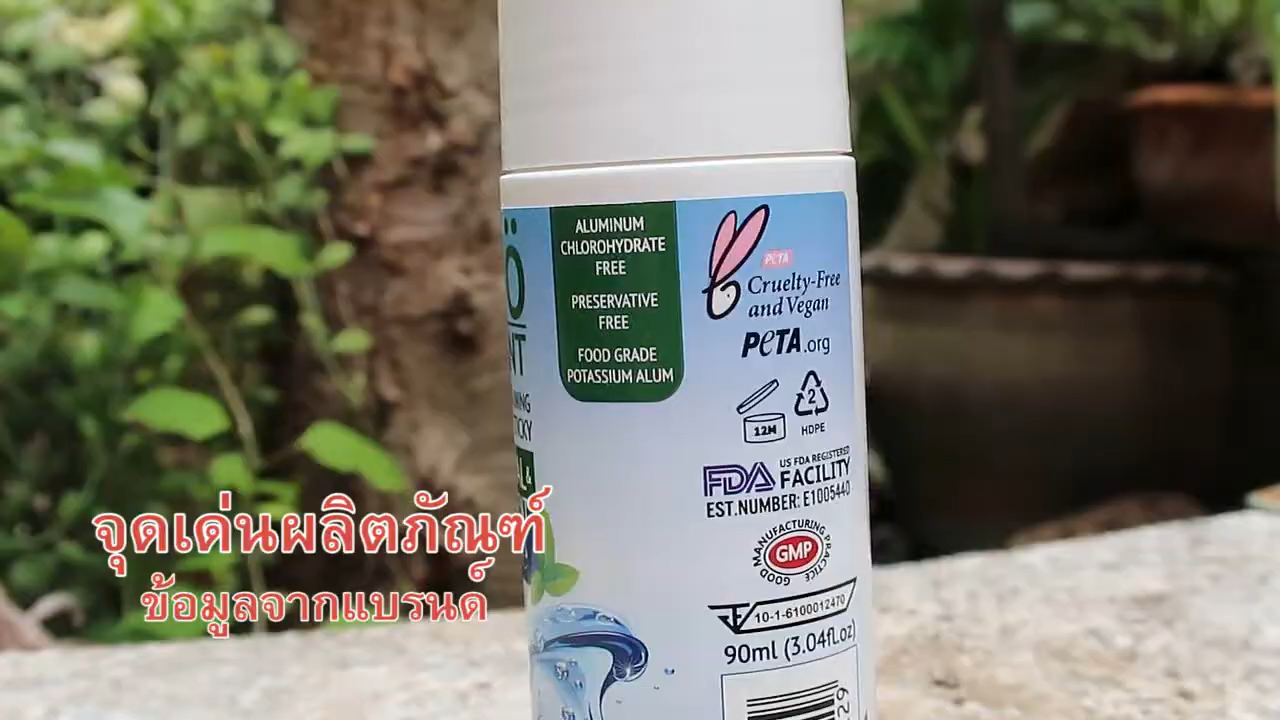 ALUMINUM
CHLOROHYDRATE
FREE
PRESERVATIVE
FREE
FOOD GRADE
POTASSIUM ALUM
PETA
Cruelty-Free
and Vegan
PETA.org
12M
2
HDPE
FDA US FDA REGISTERED
FACILITY
EST.NUMBER: E1005440
GOOD MANUFACTURING PRACTICE
GMP
10-1-6100012470
90ml (3.04fl.oz)
จุดเด่นผลิตภัณฑ์
ข้อมูลจากแบรนด์